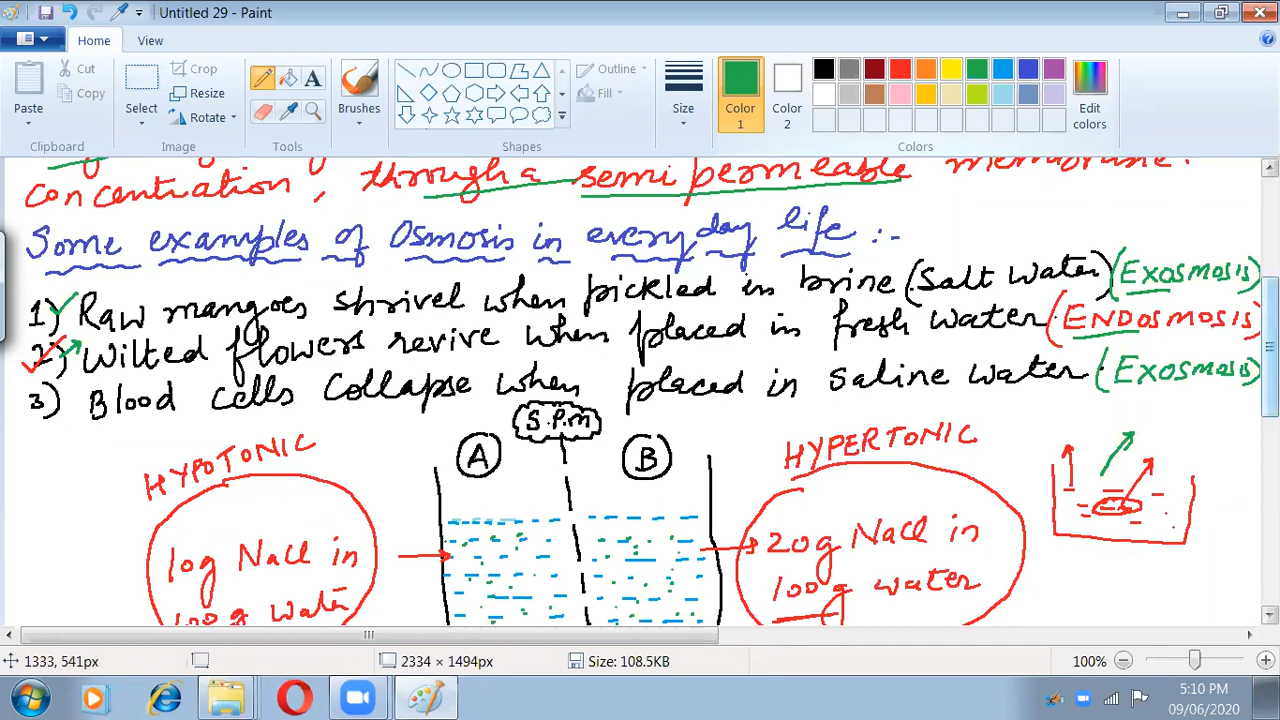 Untitled 29 - Paint
Home View
Paste
Cut
Copy
Clipboard
Select
Crop
Resize
Rotate
Image
Tools
Brushes
Shapes
Outline
Fill
Size
Color 1
Color 2
Edit colors
Colors
concentration, through a semi permeable membrane.
Some examples of Osmosis in every day life :-
1) Raw mangoes shrivel when pickled in brine (Salt Water) (Exosmosis
2) Wilted flowers revive when placed in fresh water (ENDosmosis)
3) Blood cells collapse when placed in saline water (Exosmosis
S.P.m
HYPOTONIC
A
B
HYPERTONIC
10g Nacl in
100g water
20g Nacl in
100g water
1333, 541px
2334 × 1494px
Size: 108.5KB
100%
5:10 PM
09/06/2020